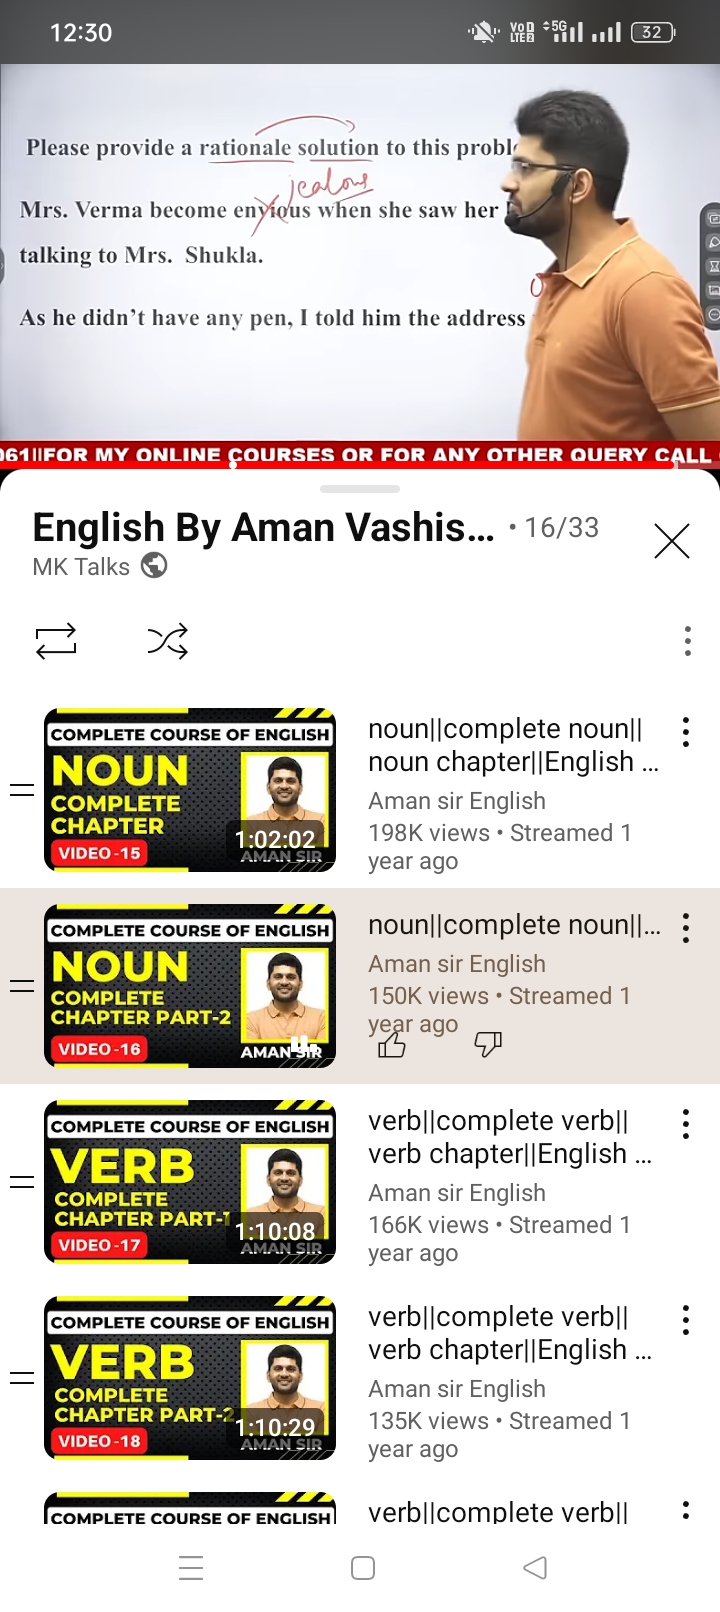 12:30
VoD LTE2 5G 32
Please provide a rationale solution to this probl
jealous
Mrs. Verma become envious when she saw her
talking to Mrs. Shukla.
As he didn't have any pen, I told him the address
061||FOR MY ONLINE COURSES OR FOR ANY OTHER QUERY CALL
English By Aman Vashis... • 16/33
MK Talks
COMPLETE COURSE OF ENGLISH
NOUN
COMPLETE
CHAPTER
VIDEO -15
1:02:02
AMAN SIR
noun||complete noun||
noun chapter||English ...
Aman sir English
198K views • Streamed 1
year ago
COMPLETE COURSE OF ENGLISH
NOUN
COMPLETE
CHAPTER PART-2
VIDEO -16
AMAN SIR
noun||complete noun||...
Aman sir English
150K views • Streamed 1
year ago
COMPLETE COURSE OF ENGLISH
VERB
COMPLETE
CHAPTER PART-1
VIDEO -17
1:10:08
AMAN SIR
verb||complete verb||
verb chapter||English ...
Aman sir English
166K views • Streamed 1
year ago
COMPLETE COURSE OF ENGLISH
VERB
COMPLETE
CHAPTER PART-2
VIDEO -18
1:10:29
AMAN SIR
verb||complete verb||
verb chapter||English ...
Aman sir English
135K views • Streamed 1
year ago
COMPLETE COURSE OF ENGLISH
verb||complete verb||